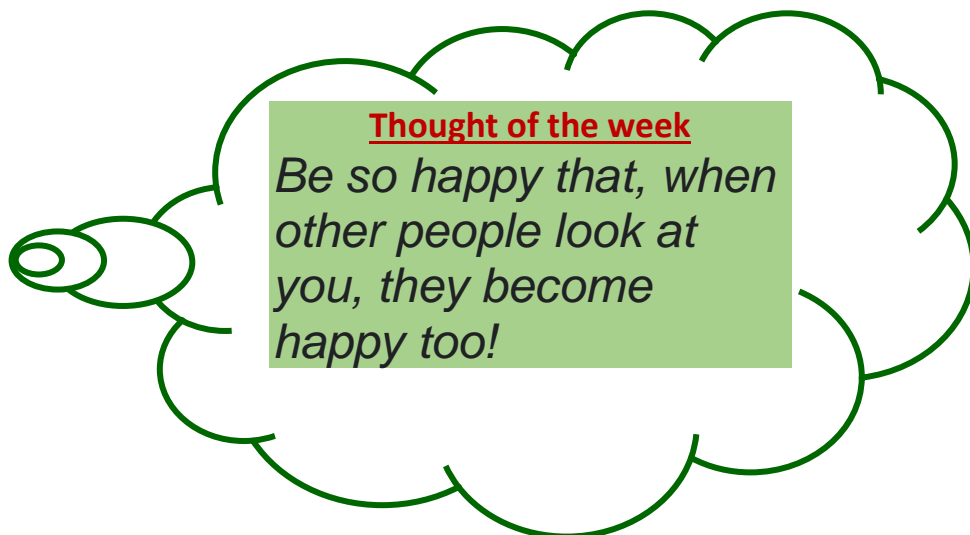 Thought of the week
Be so happy that, when
other people look at
you, they become
happy too!